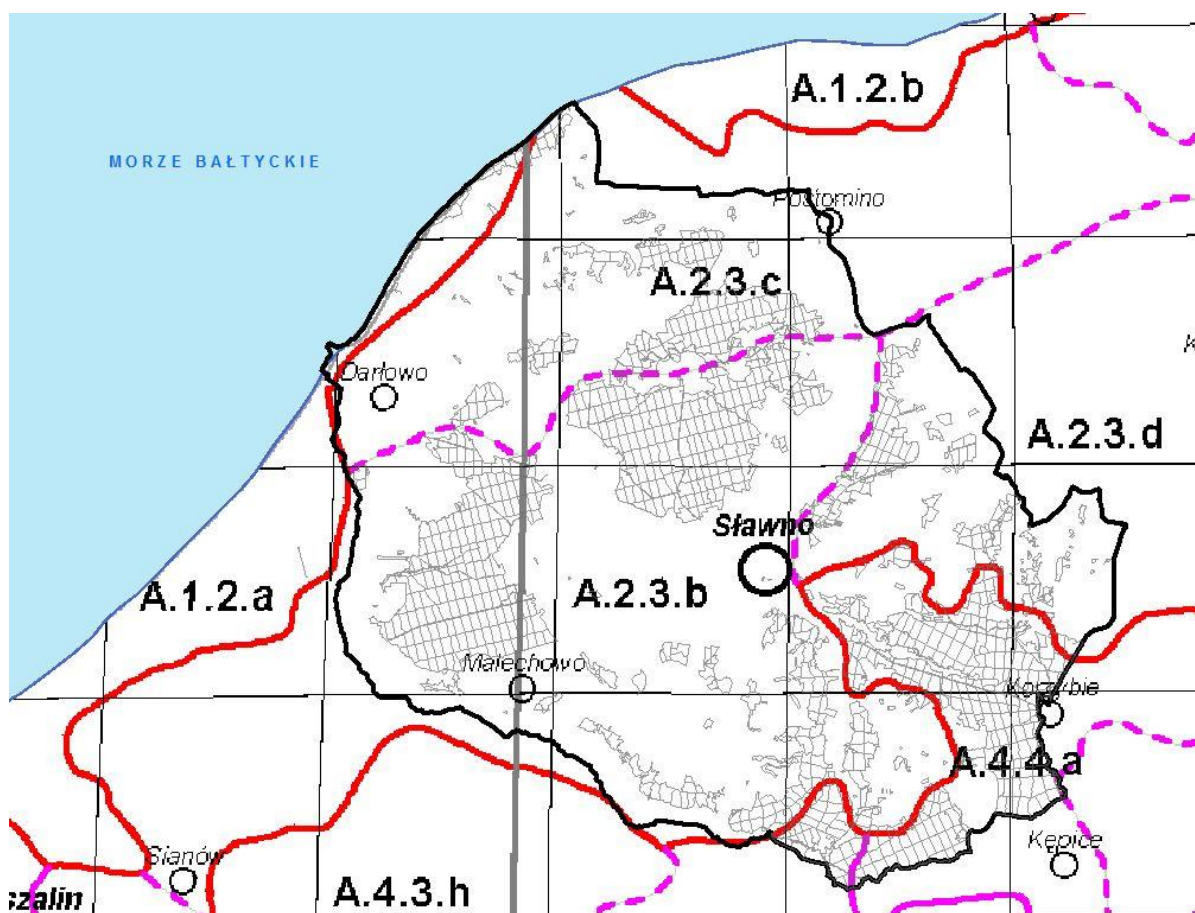 A.1.2.b
MORZE BAŁTYCKIE
Postomino
A.2.3.c
Darłowo
A.2.3.d
Sławno
A.1.2.a
A.2.3.b
Malechowo
Korzybie
A.4.4.a
Sianów
Kępice
szalin
A.4.3.h